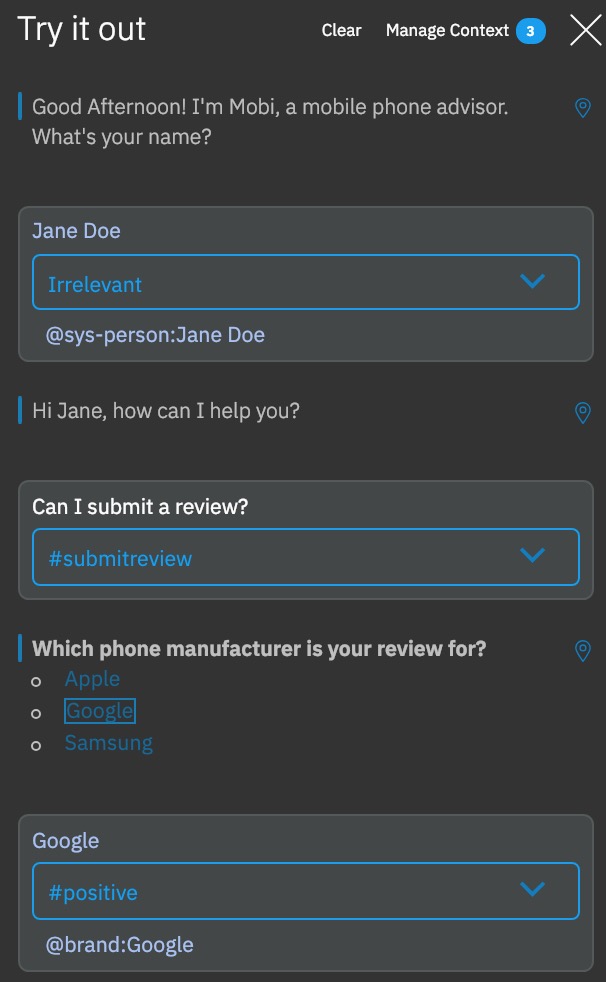 Try it out
Clear
Manage Context 3
Good Afternoon! I'm Mobi, a mobile phone advisor.
What's your name?
Jane Doe
Irrelevant
@sys-person:Jane Doe
Hi Jane, how can I help you?
Can I submit a review?
#submitreview
Which phone manufacturer is your review for?
Apple
Google
Samsung
Google
#positive
@brand:Google